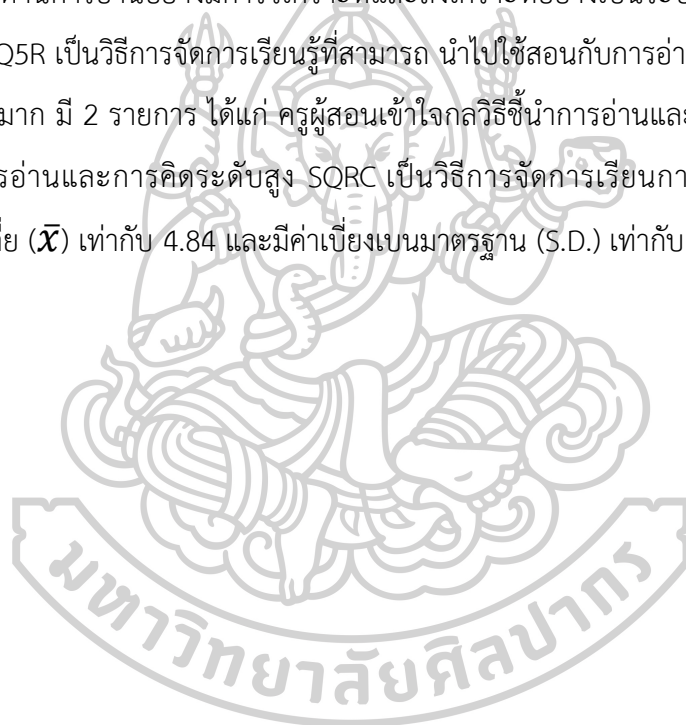 Q5R เป็นวิธีการจัดการเรียนรู้ที่สามารถ นำไปใช้สอนกับการอ่า
มาก มี 2 รายการ ได้แก่ ครูผู้สอนเข้าใจกลวิธีชี้นำการอ่านและ
รอ่านและการคิดระดับสูง SQRC เป็นวิธีการจัดการเรียนกา
ี่ย (x̄) เท่ากับ 4.84 และมีค่าเบี่ยงเบนมาตรฐาน (S.D.) เท่ากับ
มหาวิทยาลัยศิลปากร